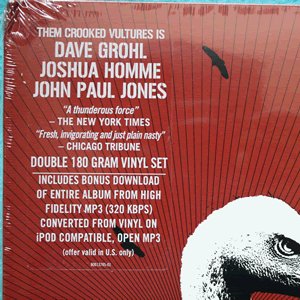 THEM CROOKED VULTURES IS
DAVE GROHL
JOSHUA HOMME
JOHN PAUL JONES
"A thunderous force"
– THE NEW YORK TIMES
"Fresh, invigorating and just plain nasty"
– CHICAGO TRIBUNE
DOUBLE 180 GRAM VINYL SET
INCLUDES BONUS DOWNLOAD
OF ENTIRE ALBUM FROM HIGH
FIDELITY MP3 (320 KBPS)
CONVERTED FROM VINYL ON
iPOD COMPATIBLE, OPEN MP3
(offer valid in U.S. only)